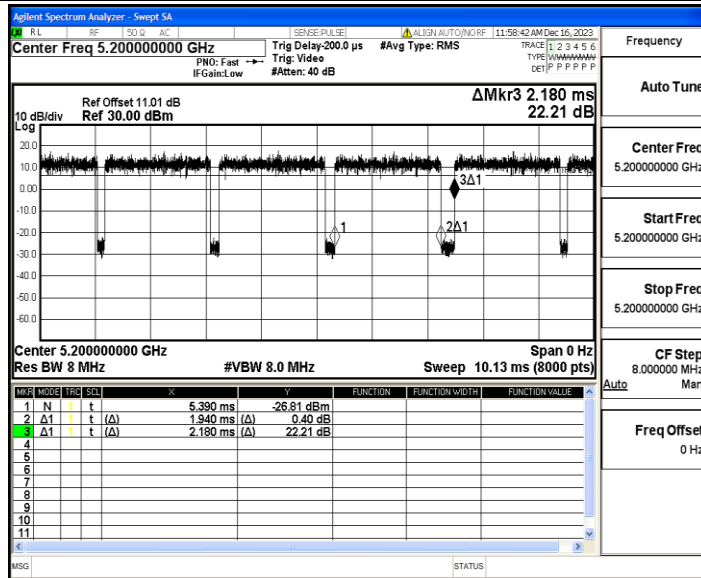 Agilent Spectrum Analyzer - Swept SA
RL RF 50 Ω AC SENSE:PULSE ALIGN AUTO/NO RF 11:58:42 AM Dec 16, 2023
Center Freq 5.200000000 GHz
PNO: Fast
IFGain:Low
Trig Delay-200.0 µs
Trig: Video
#Atten: 40 dB
#Avg Type: RMS
TRACE 1 2 3 4 5 6
TYPE WWWWWW
DET P P P P P P
Ref Offset 11.01 dB
10 dB/div Ref 30.00 dBm
Log
ΔMkr3 2.180 ms
22.21 dB
20.0
10.0
0.00
-10.0
-20.0
-30.0
-40.0
-50.0
-60.0
3Δ1
1
2Δ1
Center 5.200000000 GHz Span 0 Hz
Res BW 8 MHz #VBW 8.0 MHz Sweep 10.13 ms (8000 pts)
MKR MODE TRC SCL X Y FUNCTION FUNCTION WIDTH FUNCTION VALUE
1 N 1 t 5.390 ms -26.81 dBm
2 Δ1 1 t (Δ) 1.940 ms (Δ) 0.40 dB
3 Δ1 1 t (Δ) 2.180 ms (Δ) 22.21 dB
4
5
6
7
8
9
10
11
MSG STATUS
Frequency
Auto Tune
Center Freq
5.200000000 GHz
Start Freq
5.200000000 GHz
Stop Freq
5.200000000 GHz
CF Step
8.000000 MHz
Auto Man
Freq Offset
0 Hz